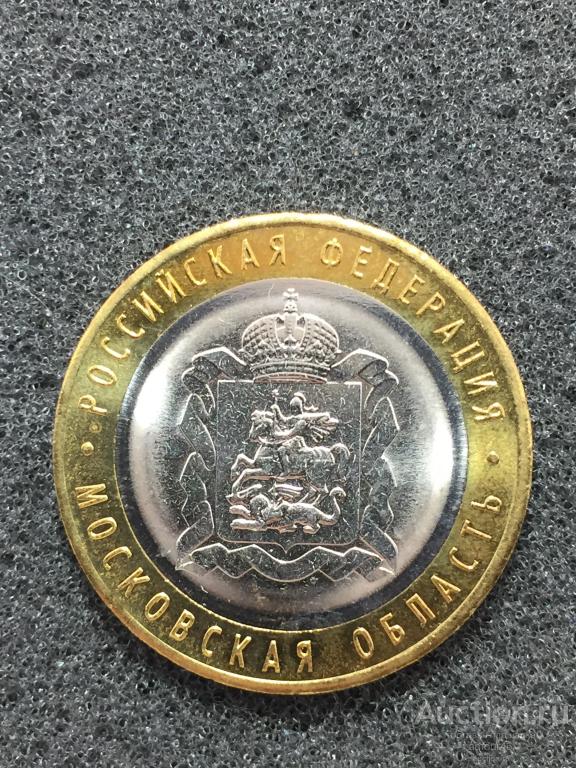 РОССИЙСКАЯ ФЕДЕРАЦИЯ
• МОСКОВСКАЯ ОБЛАСТЬ •
Auction.ru